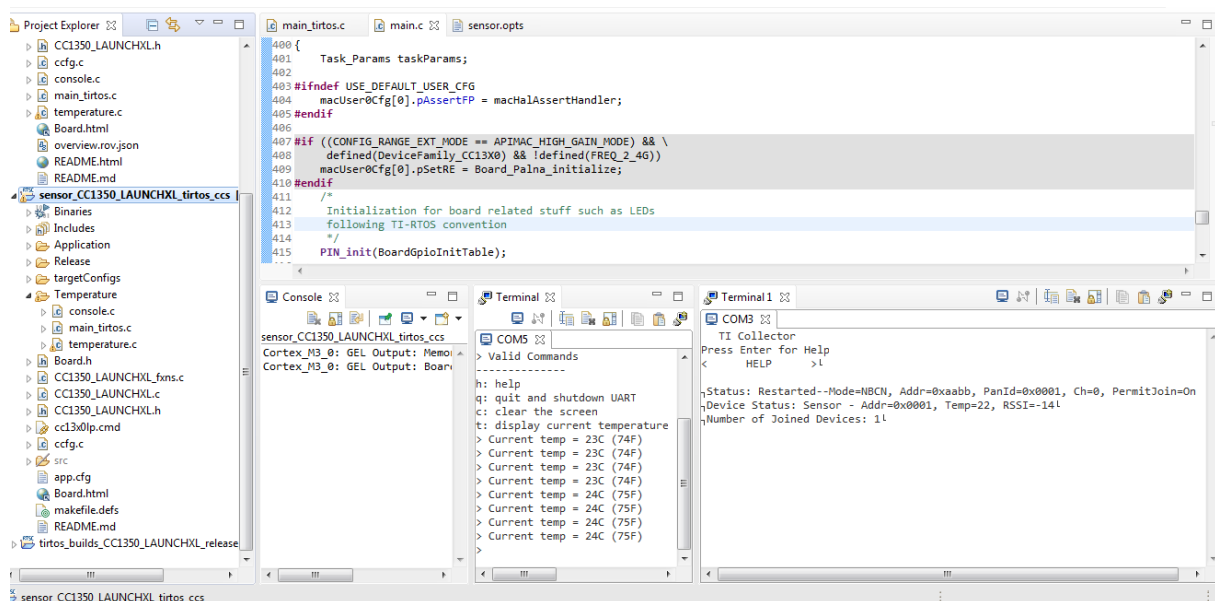 Project Explorer
CC1350_LAUNCHXL.h
ccfg.c
console.c
main_tirtos.c
temperature.c
Board.html
overview.rov.json
README.html
README.md
sensor_CC1350_LAUNCHXL_tirtos_ccs
Binaries
Includes
Application
Release
targetConfigs
Temperature
console.c
main_tirtos.c
temperature.c
Board.h
CC1350_LAUNCHXL_fxns.c
CC1350_LAUNCHXL.c
CC1350_LAUNCHXL.h
cc13x0lp.cmd
ccfg.c
src
app.cfg
Board.html
makefile.defs
README.md
tirtos_builds_CC1350_LAUNCHXL_release
sensor_CC1350_LAUNCHXL_tirtos_ccs
main_tirtos.c main.c sensor.opts
400 {
401     Task_Params taskParams;
402
403 #ifndef USE_DEFAULT_USER_CFG
404     macUser0Cfg[0].pAssertFP = macHalAssertHandler;
405 #endif
406
407 #if ((CONFIG_RANGE_EXT_MODE == APIMAC_HIGH_GAIN_MODE) && \
408      defined(DeviceFamily_CC13X0) && !defined(FREQ_2_4G))
409     macUser0Cfg[0].pSetRE = Board_Palna_initialize;
410 #endif
411     /*
412      Initialization for board related stuff such as LEDs
413      following TI-RTOS convention
414      */
415     PIN_init(BoardGpioInitTable);
Console
sensor_CC1350_LAUNCHXL_tirtos_ccs
Cortex_M3_0: GEL Output: Memo
Cortex_M3_0: GEL Output: Boar
Terminal
COM5
> Valid Commands
--------------
h: help
q: quit and shutdown UART
c: clear the screen
t: display current temperature
> Current temp = 23C (74F)
> Current temp = 23C (74F)
> Current temp = 23C (74F)
> Current temp = 23C (74F)
> Current temp = 24C (75F)
> Current temp = 24C (75F)
> Current temp = 24C (75F)
> Current temp = 24C (75F)
>
Terminal 1
COM3
TI Collector
Press Enter for Help
<      HELP      >└
┐Status: Restarted--Mode=NBCN, Addr=0xaabb, PanId=0x0001, Ch=0, PermitJoin=On
┐Device Status: Sensor - Addr=0x0001, Temp=22, RSSI=-14└
┐Number of Joined Devices: 1└